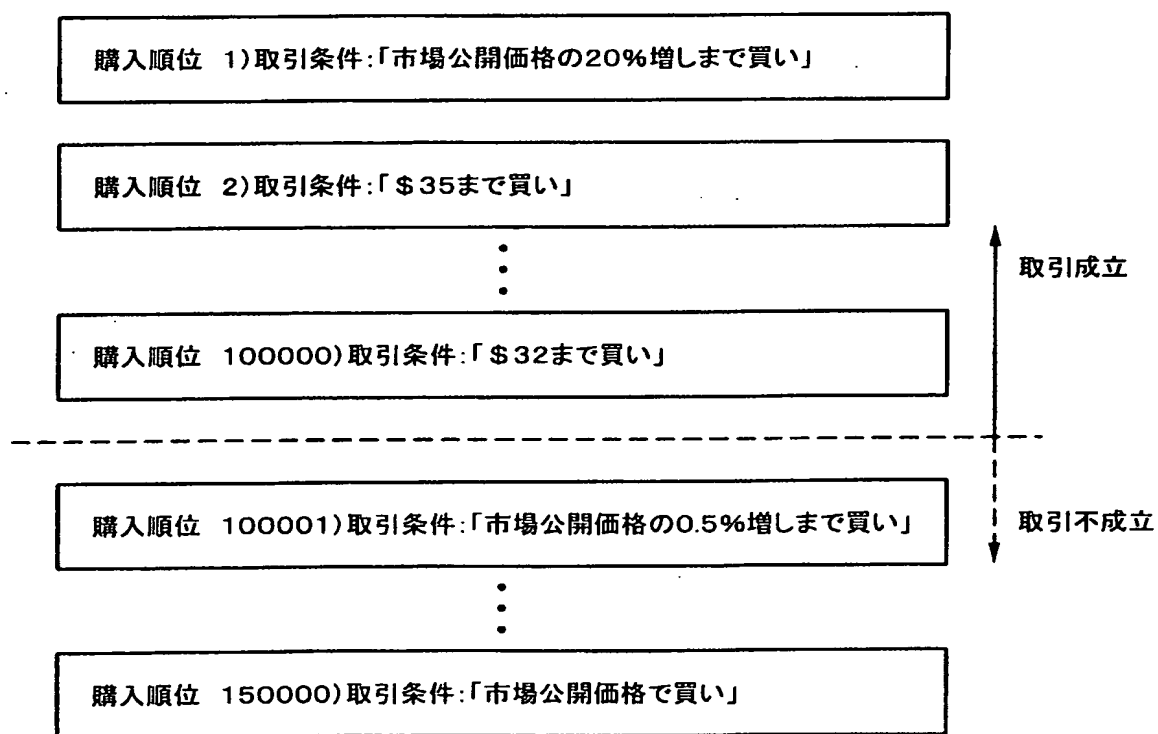 購入順位 1)取引条件:「市場公開価格の20%増しまで買い」
購入順位 2)取引条件:「$35まで買い」
取引成立
購入順位 100000)取引条件:「$32まで買い」
購入順位 100001)取引条件:「市場公開価格の0.5%増しまで買い」
取引不成立
購入順位 150000)取引条件:「市場公開価格で買い」